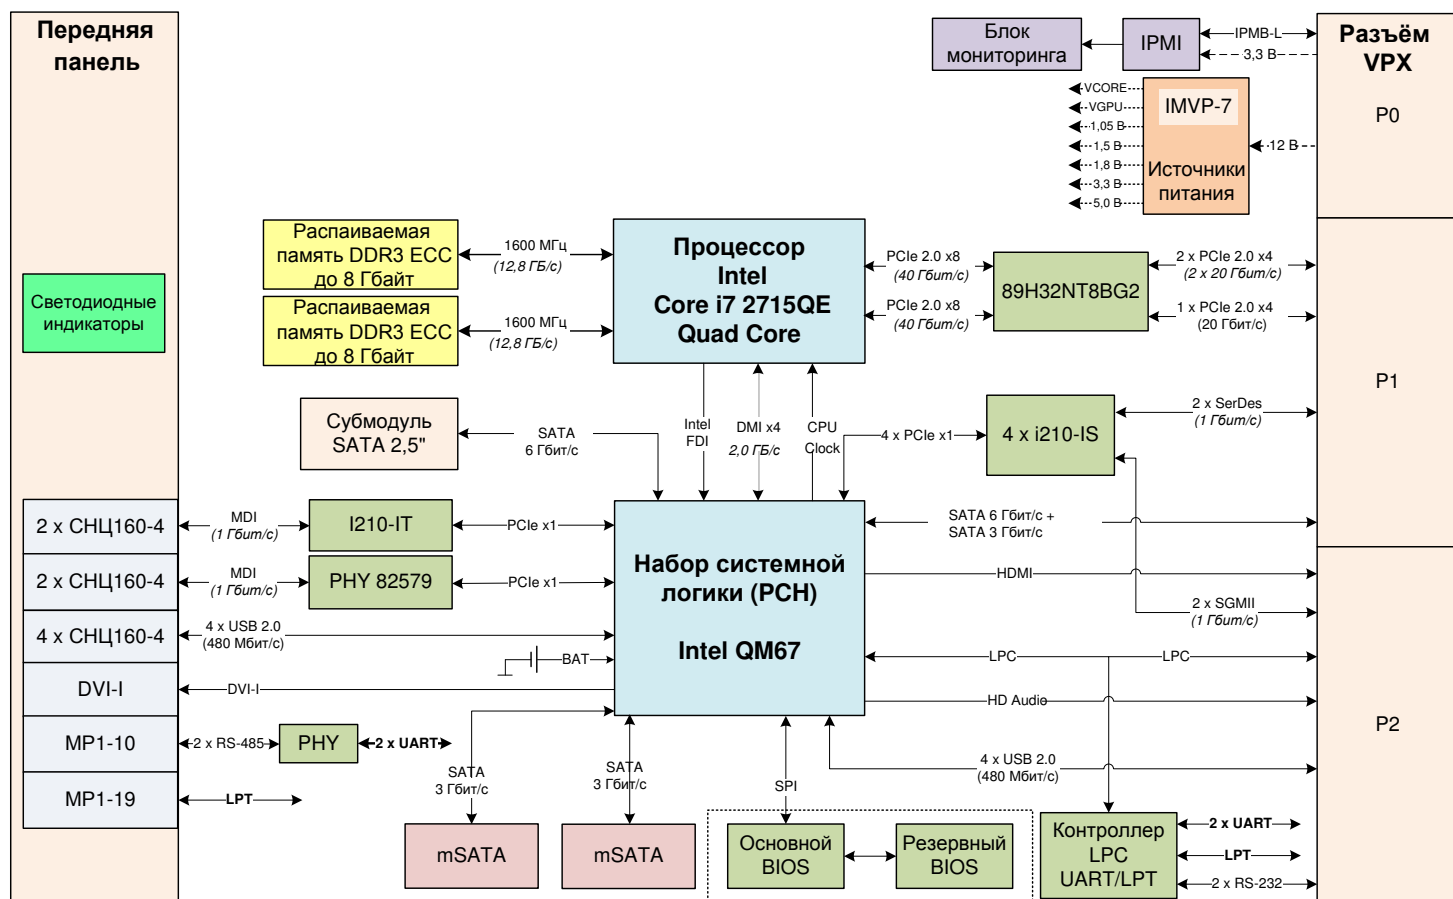 Передняя
панель
Светодиодные
индикаторы
2 x СНЦ160-4
2 x СНЦ160-4
4 x СНЦ160-4
DVI-I
МР1-10
МР1-19
Блок
мониторинга
IPMI
IPMB-L
3,3 В
Разъём
VPX
P0
P1
P2
VCORE
VGPU
1,05 В
1,5 В
1,8 В
3,3 В
5,0 В
IMVP-7
Источники
питания
12 В
Распаиваемая
память DDR3 ECC
до 8 Гбайт
1600 МГц
(12,8 ГБ/с)
Распаиваемая
память DDR3 ECC
до 8 Гбайт
1600 МГц
(12,8 ГБ/с)
Процессор
Intel
Core i7 2715QE
Quad Core
PCIe 2.0 x8
(40 Гбит/с)
PCIe 2.0 x8
(40 Гбит/с)
89H32NT8BG2
2 x PCIe 2.0 x4
(2 x 20 Гбит/с)
1 x PCIe 2.0 x4
(20 Гбит/с)
Субмодуль
SATA 2,5"
SATA
6 Гбит/с
Intel
FDI
DMI x4
2,0 ГБ/с
CPU
Clock
4 x PCIe x1
4 x i210-IS
2 x SerDes
(1 Гбит/с)
MDI
(1 Гбит/с)
I210-IT
PCIe x1
MDI
(1 Гбит/с)
PHY 82579
PCIe x1
4 x USB 2.0
(480 Мбит/с)
BAT
DVI-I
Набор системной
логики (PCH)
Intel QM67
SATA 6 Гбит/с +
SATA 3 Гбит/с
HDMI
2 x SGMII
(1 Гбит/с)
LPC
LPC
HD Audio
4 x USB 2.0
(480 Мбит/с)
2 x RS-485
PHY
2 x UART
LPT
SATA
3 Гбит/с
SATA
3 Гбит/с
SPI
mSATA
mSATA
Основной
BIOS
Резервный
BIOS
Контроллер
LPC
UART/LPT
2 x UART
LPT
2 x RS-232